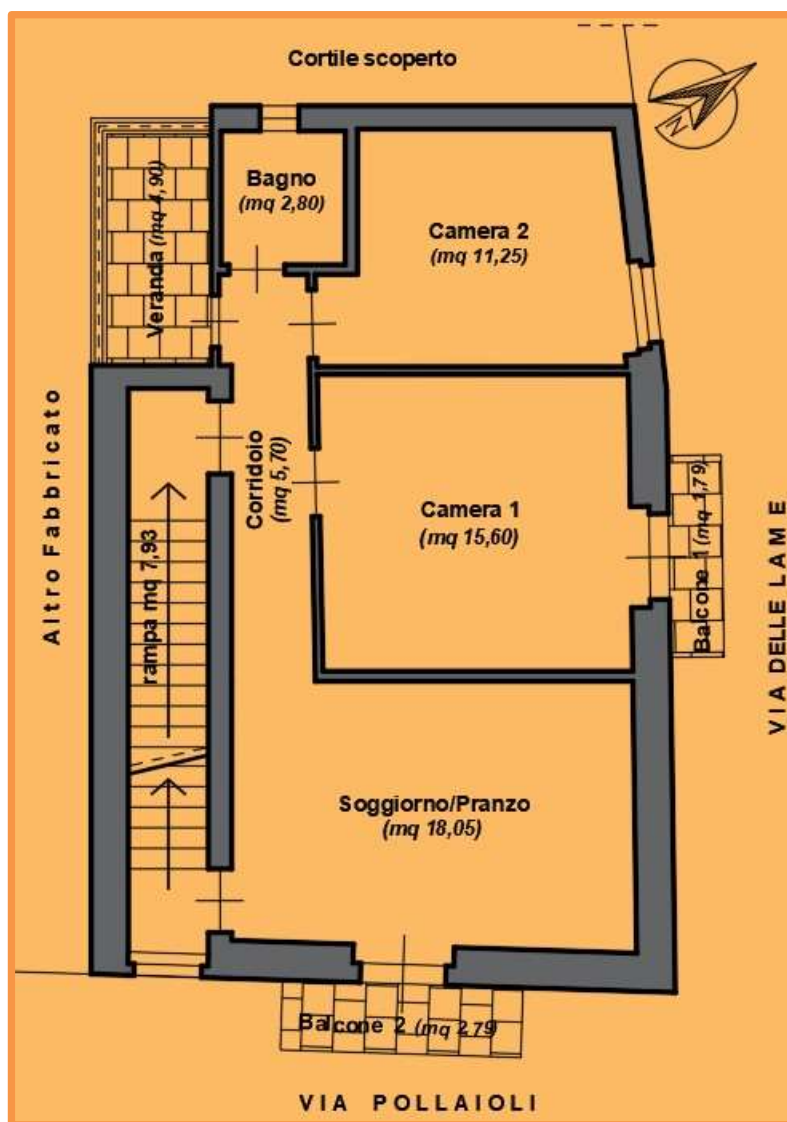 Cortile scoperto
N
Bagno
(mq 2,80)
Veranda (mq 4,90)
Camera 2
(mq 11,25)
Altro Fabbricato
Corridoio
(mq 5,70)
Camera 1
(mq 15,60)
Balcone 1 (mq 1,79)
VIA DELLE LAME
rampa mq 7,93
Soggiorno/Pranzo
(mq 18,05)
Balcone 2 (mq 2,79)
VIA POLLAIOLI